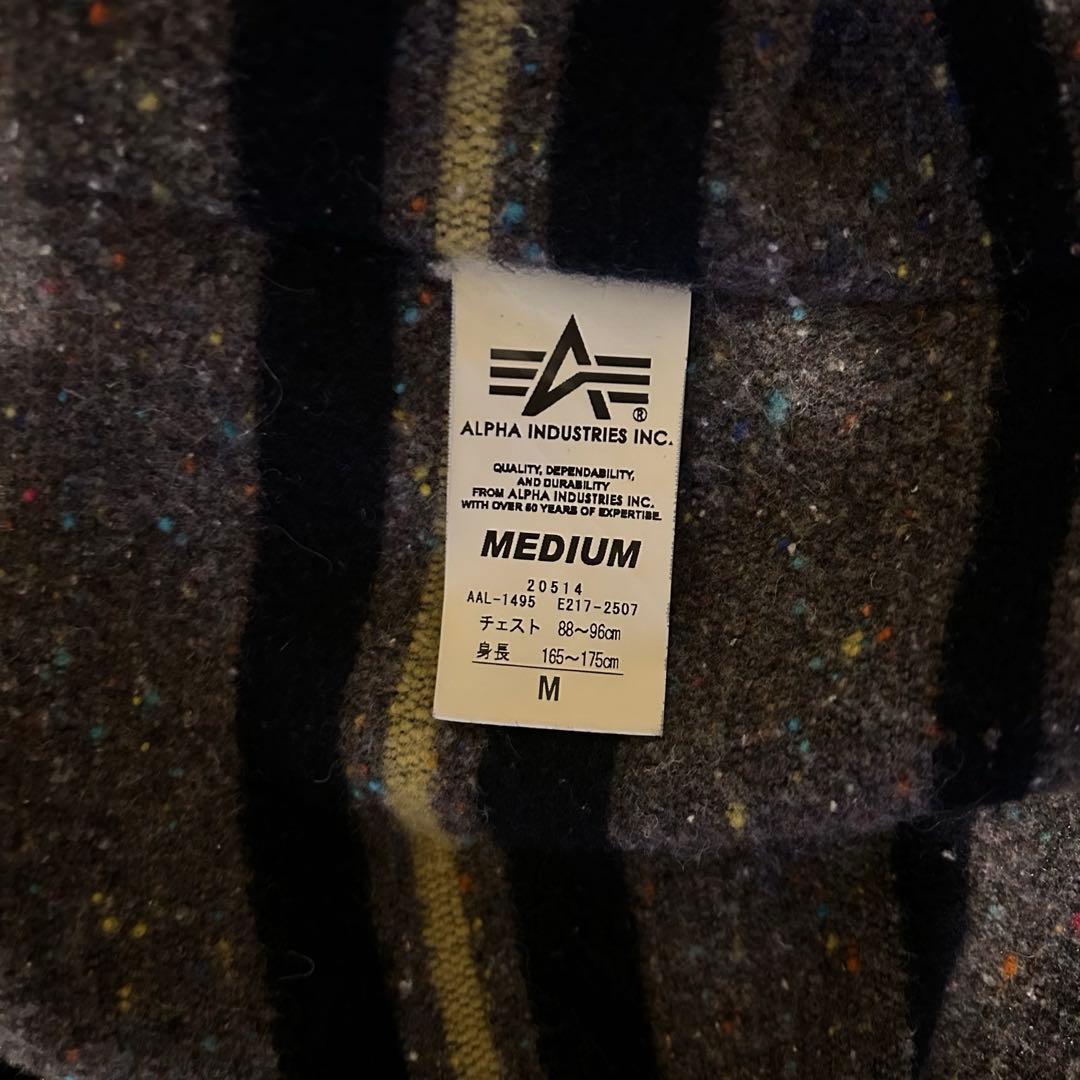 ALPHA INDUSTRIES INC.
QUALITY, DEPENDABILITY,
AND DURABILITY
FROM ALPHA INDUSTRIES INC.
WITH OVER 50 YEARS OF EXPERTISE.
MEDIUM
20514
AAL-1495 E217-2507
チェスト 88～96cm
身長 165～175cm
M